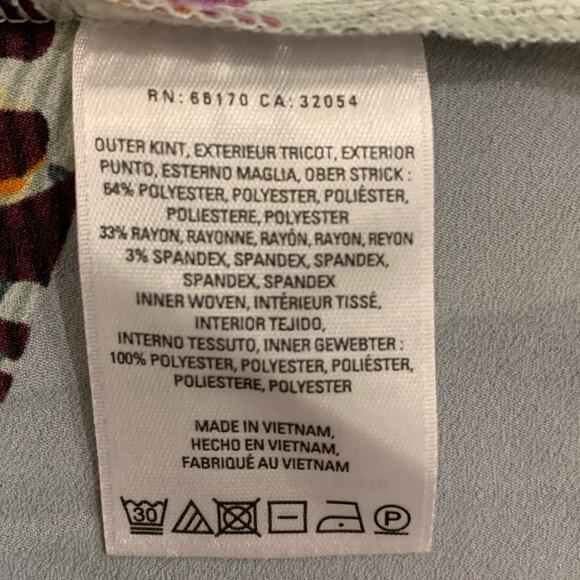 RN: 66170 CA: 32054
OUTER KINT, EXTERIEUR TRICOT, EXTERIOR
PUNTO, ESTERNO MAGLIA, OBER STRICK :
64% POLYESTER, POLYESTER, POLIÉSTER,
POLIESTERE, POLYESTER
33% RAYON, RAYONNE, RAYÓN, RAYON, REYON
3% SPANDEX, SPANDEX, SPANDEX,
SPANDEX, SPANDEX
INNER WOVEN, INTÉRIEUR TISSÉ,
INTERIOR TEJIDO,
INTERNO TESSUTO, INNER GEWEBTER :
100% POLYESTER, POLYESTER, POLIÉSTER,
POLIESTERE, POLYESTER
MADE IN VIETNAM,
HECHO EN VIETNAM,
FABRIQUÉ AU VIETNAM
30 P